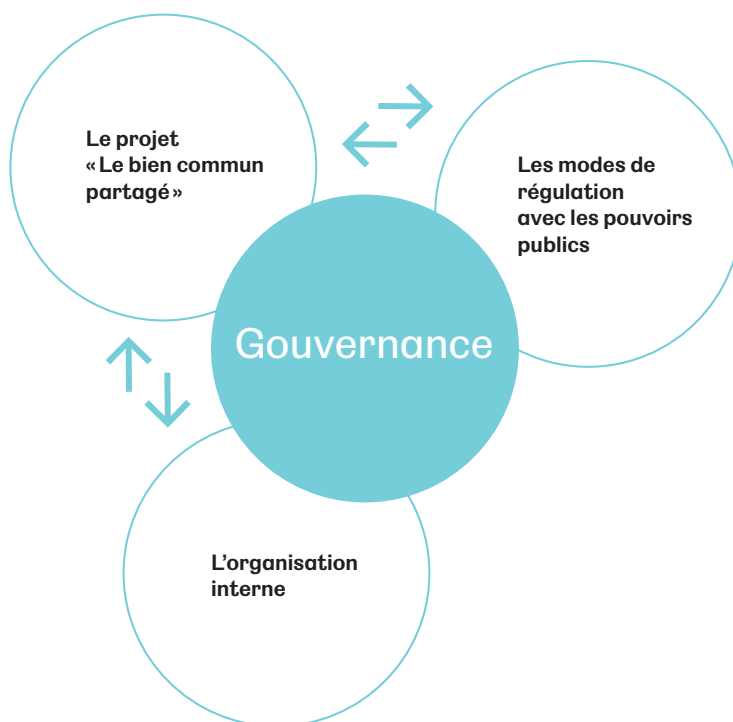 Le projet
« Le bien commun
partagé »
Les modes de
régulation
avec les pouvoirs
publics
Gouvernance
L’organisation
interne